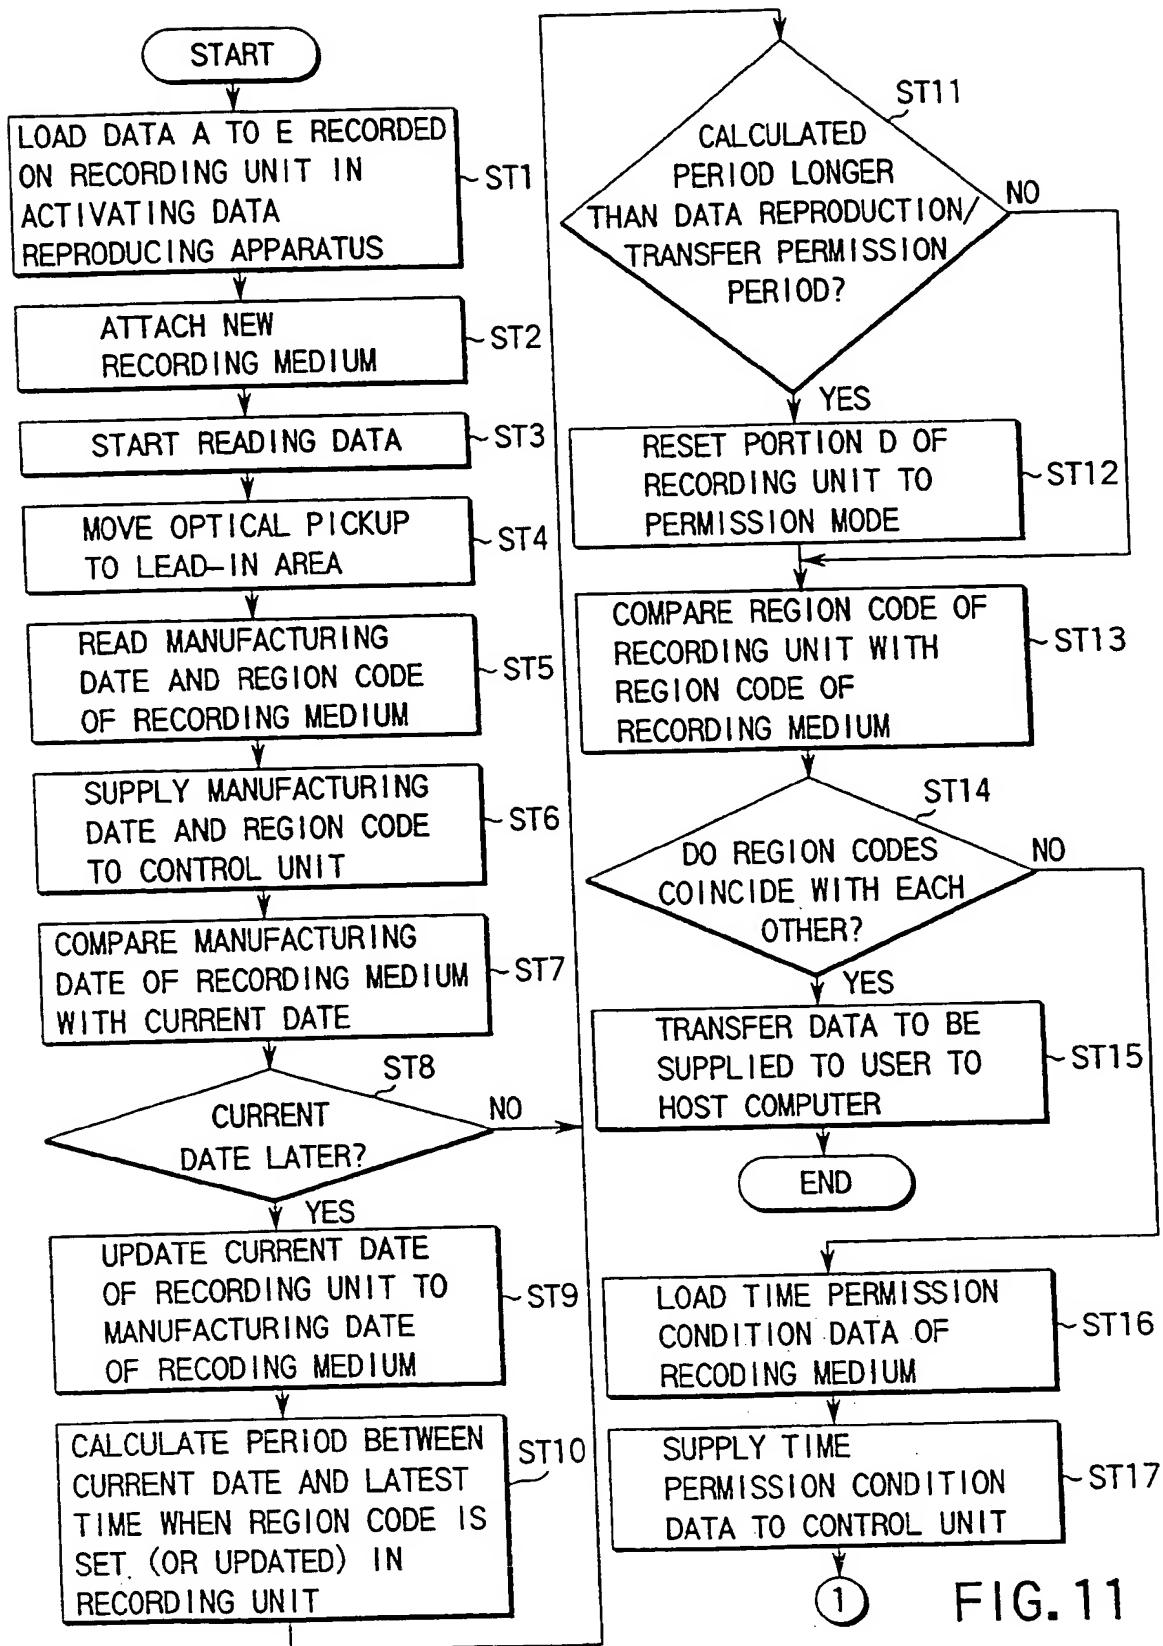 START
LOAD DATA A TO E RECORDED
ON RECORDING UNIT IN
ACTIVATING DATA
REPRODUCING APPARATUS
ST1
ATTACH NEW
RECORDING MEDIUM
ST2
START READING DATA
ST3
MOVE OPTICAL PICKUP
TO LEAD-IN AREA
ST4
READ MANUFACTURING
DATE AND REGION CODE
OF RECORDING MEDIUM
ST5
SUPPLY MANUFACTURING
DATE AND REGION CODE
TO CONTROL UNIT
ST6
COMPARE MANUFACTURING
DATE OF RECORDING MEDIUM
WITH CURRENT DATE
ST7
ST8
CURRENT
DATE LATER?
NO
YES
UPDATE CURRENT DATE
OF RECORDING UNIT TO
MANUFACTURING DATE
OF RECODING MEDIUM
ST9
CALCULATE PERIOD BETWEEN
CURRENT DATE AND LATEST
TIME WHEN REGION CODE IS
SET (OR UPDATED) IN
RECORDING UNIT
ST10
ST11
CALCULATED
PERIOD LONGER
THAN DATA REPRODUCTION/
TRANSFER PERMISSION
PERIOD?
NO
YES
RESET PORTION D OF
RECORDING UNIT TO
PERMISSION MODE
ST12
COMPARE REGION CODE OF
RECORDING UNIT WITH
REGION CODE OF
RECORDING MEDIUM
ST13
ST14
DO REGION CODES
COINCIDE WITH EACH
OTHER?
NO
YES
TRANSFER DATA TO BE
SUPPLIED TO USER TO
HOST COMPUTER
ST15
END
LOAD TIME PERMISSION
CONDITION DATA OF
RECODING MEDIUM
ST16
SUPPLY TIME
PERMISSION CONDITION
DATA TO CONTROL UNIT
ST17
1
FIG. 11